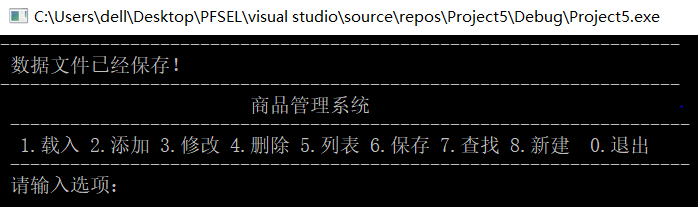 C:\Users\dell\Desktop\PFSEL\visual studio\source\repos\Project5\Debug\Project5.exe
数据文件已经保存！
商品管理系统
1.载入 2.添加 3.修改 4.删除 5.列表 6.保存 7.查找 8.新建 0.退出
请输入选项：